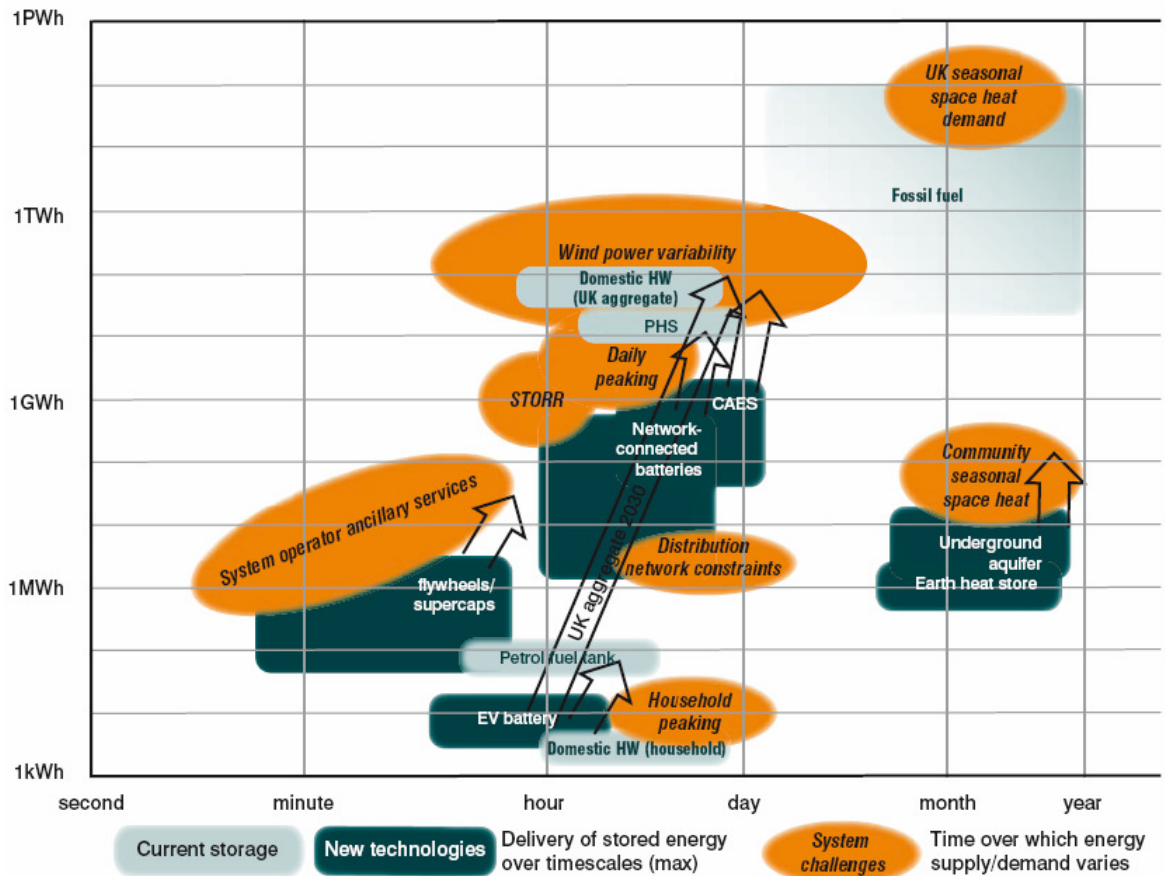 1PWh
UK seasonal
space heat
demand
Fossil fuel
1TWh
Wind power variability
Domestic HW
(UK aggregate)
PHS
Daily
peaking
STORR
1GWh
CAES
Network-
connected
batteries
Community
seasonal
space heat
System operator ancillary services
UK aggregate 2030
Distribution
network constraints
Underground
aquifer
Earth heat store
1MWh
flywheels/
supercaps
Petrol fuel tank
Household
peaking
EV battery
Domestic HW (household)
1kWh
second
minute
hour
day
month
year
Current storage
New technologies
Delivery of stored energy
over timescales (max)
System
challenges
Time over which energy
supply/demand varies